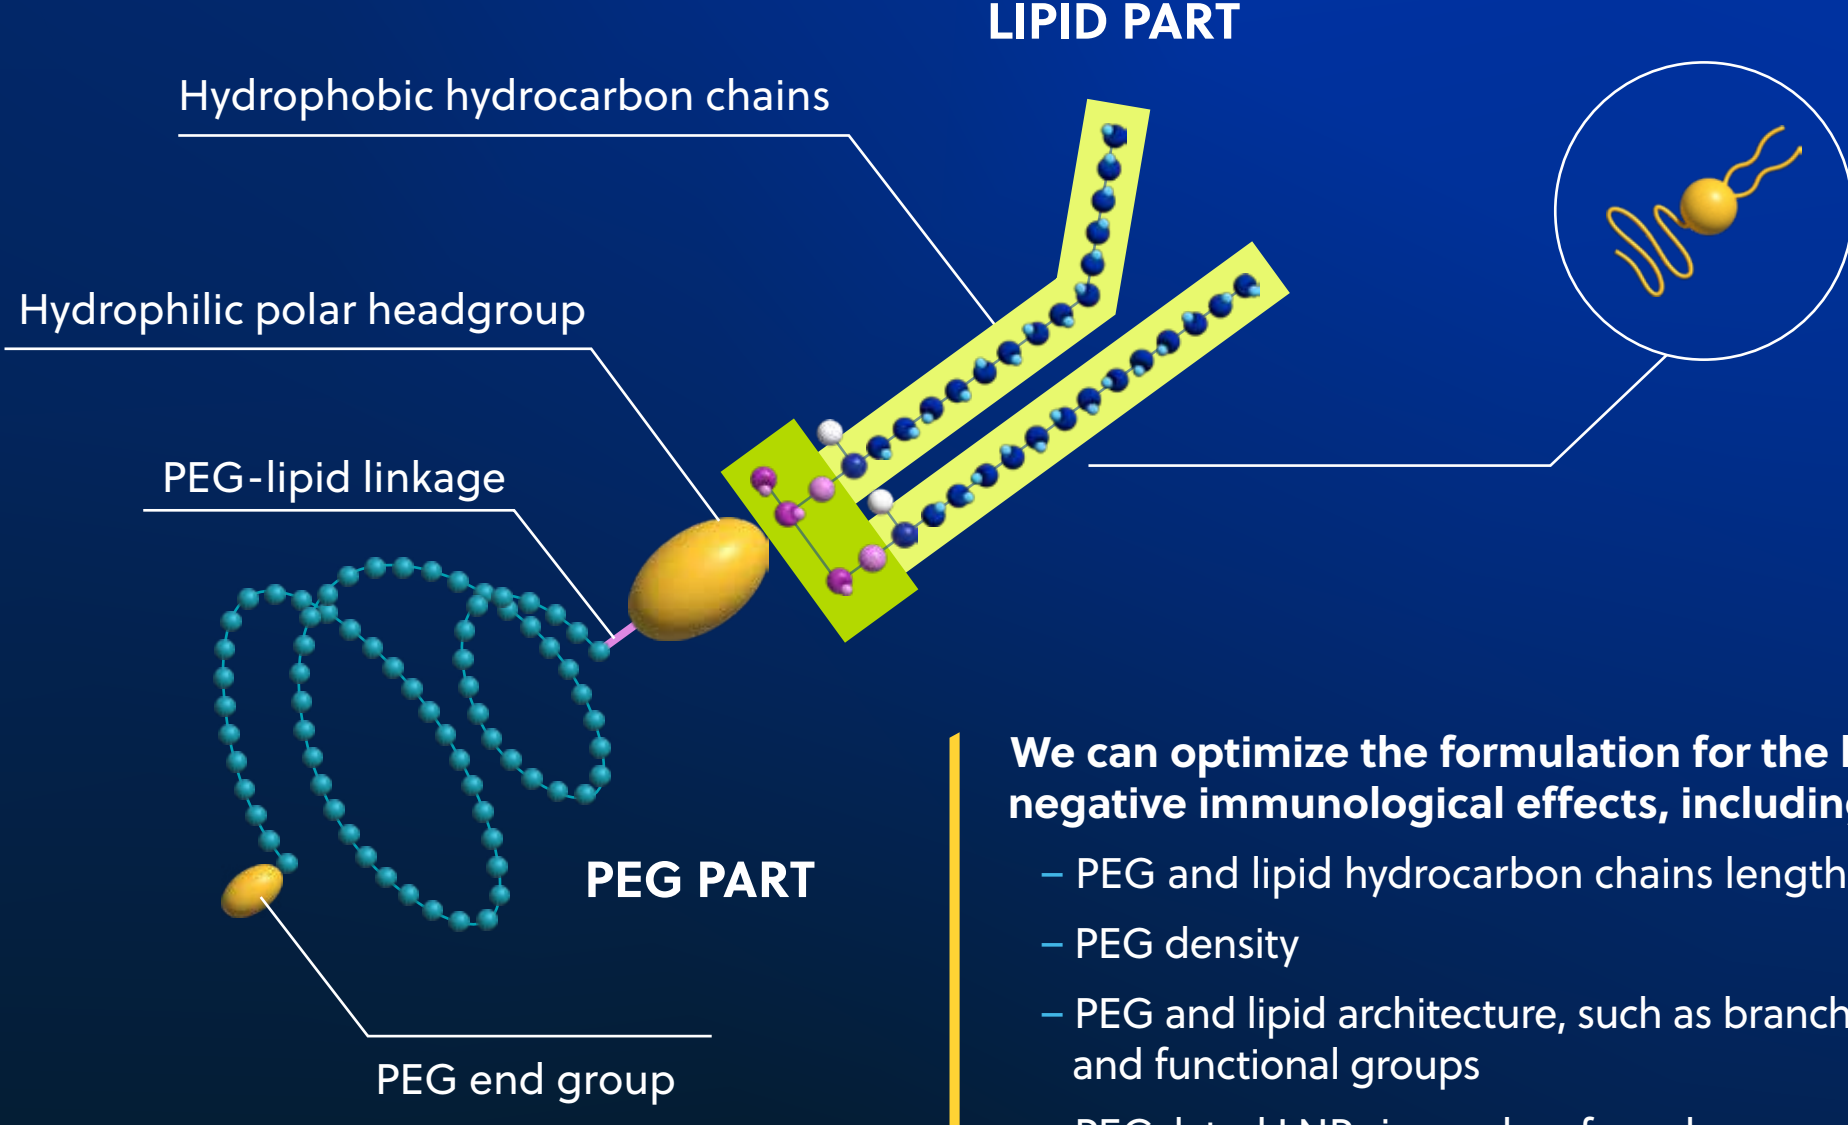 LIPID PART
Hydrophobic hydrocarbon chains
Hydrophilic polar headgroup
PEG-lipid linkage
PEG PART
PEG end group
We can optimize the formulation for the
negative immunological effects, including
– PEG and lipid hydrocarbon chains length
– PEG density
– PEG and lipid architecture, such as branch
and functional groups